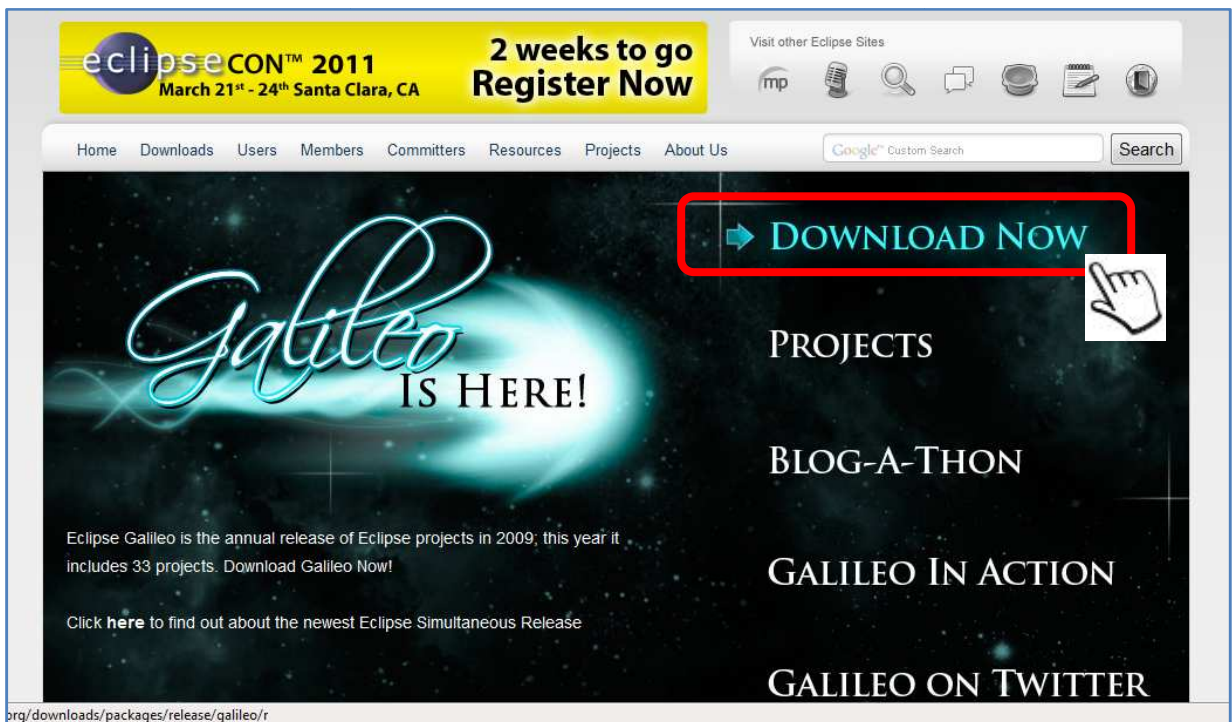 eclipseCON™ 2011
March 21st - 24th Santa Clara, CA
2 weeks to go
Register Now
Visit other Eclipse Sites
mp
Home Downloads Users Members Committers Resources Projects About Us
Google™ Custom Search
Search
Galileo
IS HERE!
DOWNLOAD NOW
PROJECTS
BLOG-A-THON
GALILEO IN ACTION
GALILEO ON TWITTER
Eclipse Galileo is the annual release of Eclipse projects in 2009; this year it
includes 33 projects. Download Galileo Now!
Click here to find out about the newest Eclipse Simultaneous Release
org/downloads/packages/release/galileo/r